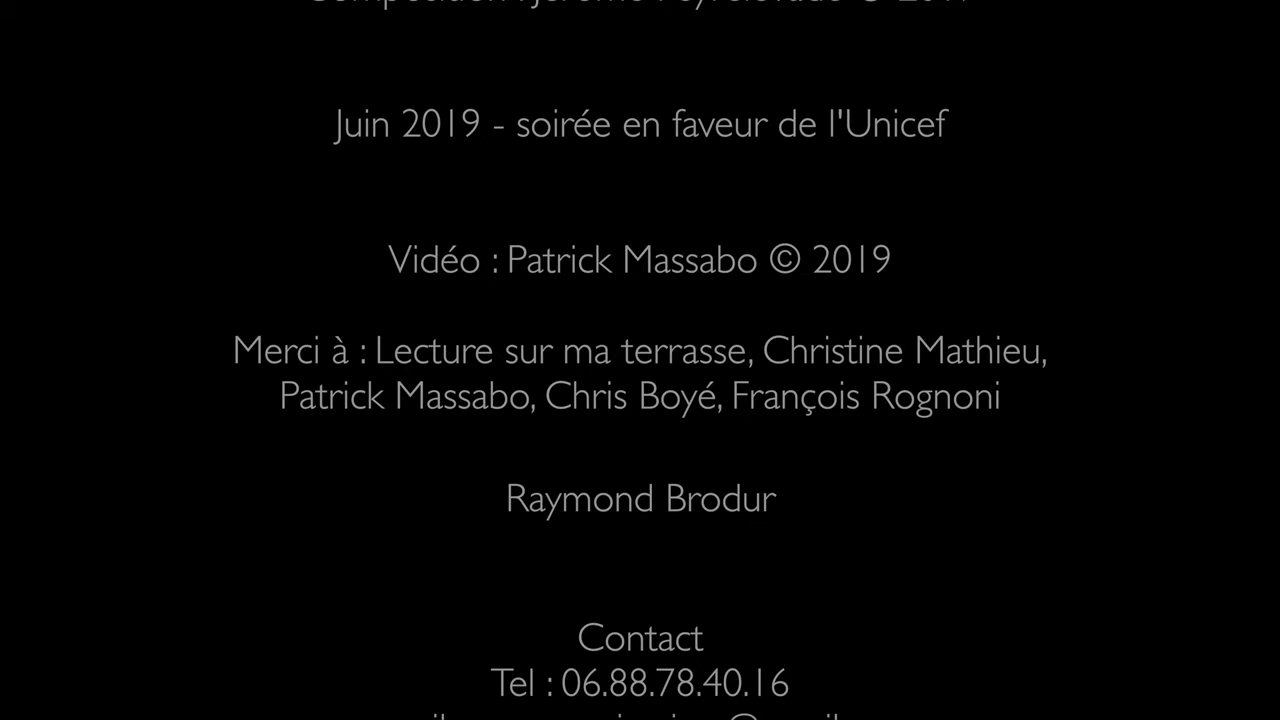 Juin 2019 - soirée en faveur de l'Unicef
Vidéo : Patrick Massabo © 2019
Merci à : Lecture sur ma terrasse, Christine Mathieu,
Patrick Massabo, Chris Boyé, François Rognoni
Raymond Brodur
Contact
Tel : 06.88.78.40.16